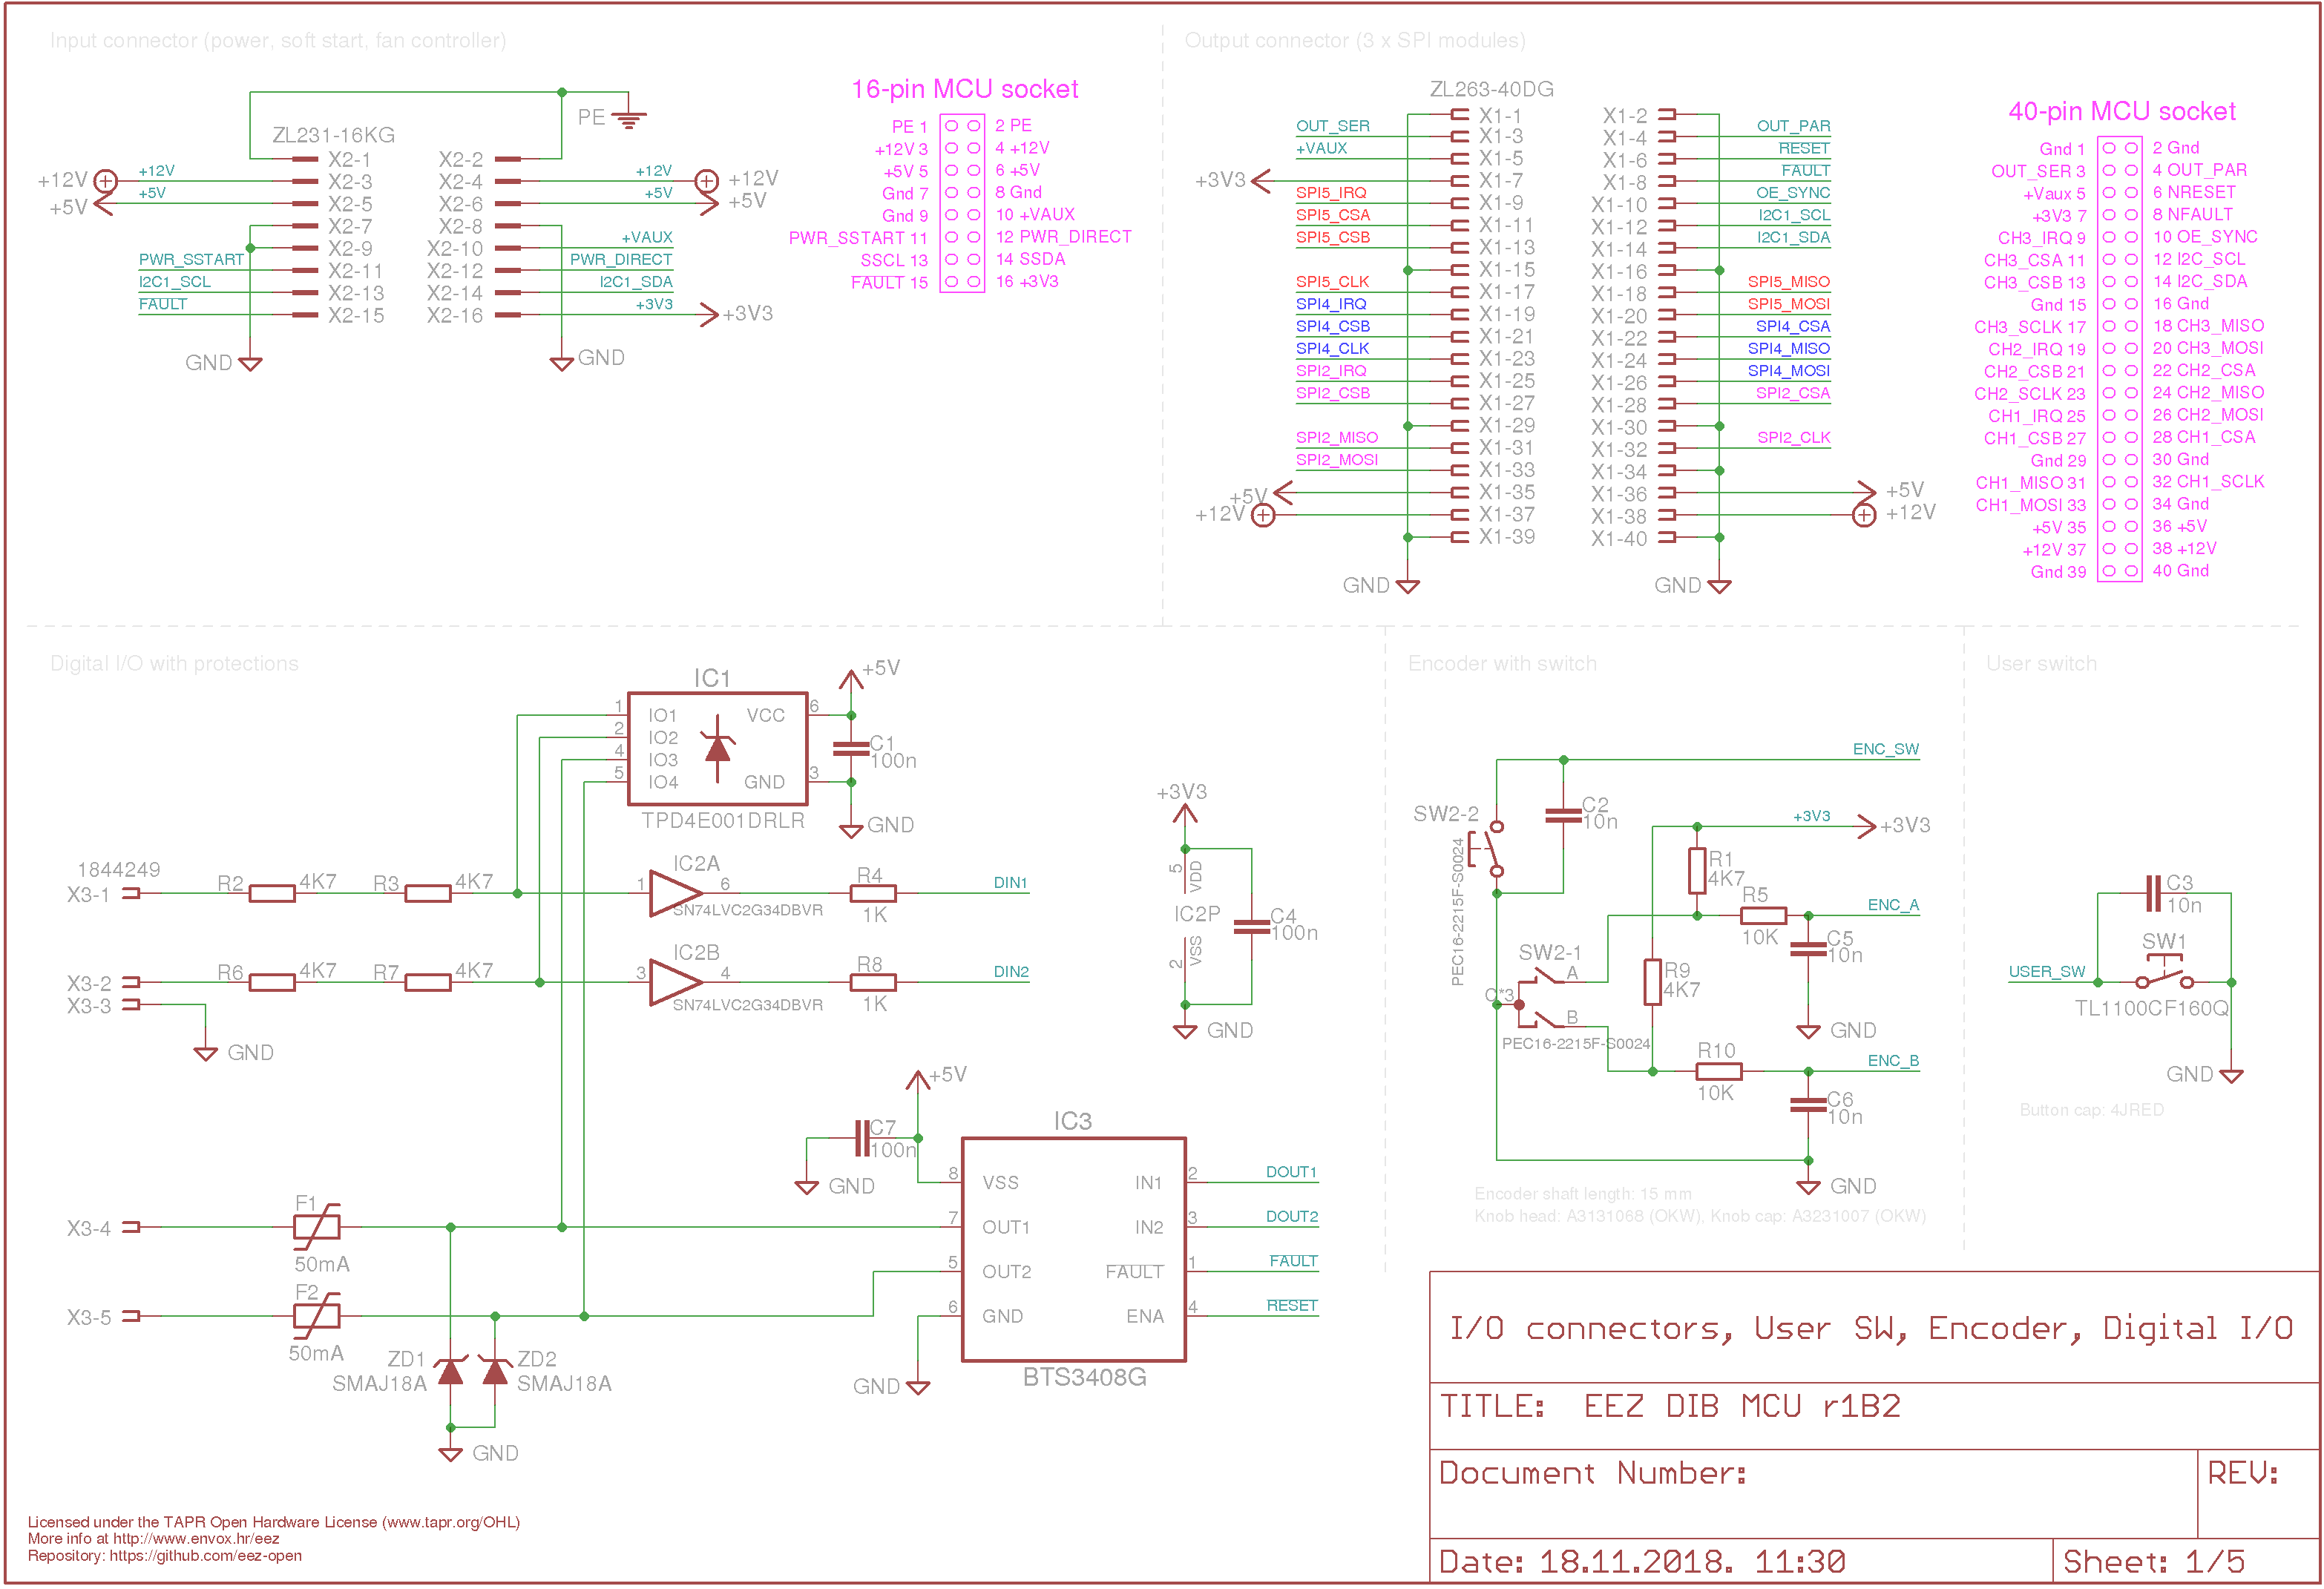 Input connector (power, soft start, fan controller)
PE
ZL231-16KG
X2-1
X2-2
+12V
+12V
X2-3
X2-4
+12V
+12V
+5V
+5V
X2-5
X2-6
+5V
+5V
X2-7
X2-8
X2-9
X2-10
+VAUX
PWR_SSTART
X2-11
X2-12
PWR_DIRECT
I2C1_SCL
X2-13
X2-14
I2C1_SDA
FAULT
X2-15
X2-16
+3V3
+3V3
GND
GND
16-pin MCU socket
PE 1
2 PE
+12V 3
4 +12V
+5V 5
6 +5V
Gnd 7
8 Gnd
Gnd 9
10 +VAUX
PWR_SSTART 11
12 PWR_DIRECT
SSCL 13
14 SSDA
FAULT 15
16 +3V3
Output connector (3 x SPI modules)
ZL263-40DG
X1-1
X1-2
OUT_SER
X1-3
X1-4
OUT_PAR
+VAUX
X1-5
X1-6
RESET
+3V3
X1-7
X1-8
FAULT
SPI5_IRQ
X1-9
X1-10
OE_SYNC
SPI5_CSA
X1-11
X1-12
I2C1_SCL
SPI5_CSB
X1-13
X1-14
I2C1_SDA
X1-15
X1-16
SPI5_CLK
X1-17
X1-18
SPI5_MISO
SPI4_IRQ
X1-19
X1-20
SPI5_MOSI
SPI4_CSB
X1-21
X1-22
SPI4_CSA
SPI4_CLK
X1-23
X1-24
SPI4_MISO
SPI2_IRQ
X1-25
X1-26
SPI4_MOSI
SPI2_CSB
X1-27
X1-28
SPI2_CSA
X1-29
X1-30
SPI2_MISO
X1-31
X1-32
SPI2_CLK
SPI2_MOSI
X1-33
X1-34
+5V
X1-35
X1-36
+5V
+12V
X1-37
X1-38
+12V
X1-39
X1-40
GND
GND
40-pin MCU socket
Gnd 1
2 Gnd
OUT_SER 3
4 OUT_PAR
+Vaux 5
6 NRESET
+3V3 7
8 NFAULT
CH3_IRQ 9
10 OE_SYNC
CH3_CSA 11
12 I2C_SCL
CH3_CSB 13
14 I2C_SDA
Gnd 15
16 Gnd
CH3_SCLK 17
18 CH3_MISO
CH2_IRQ 19
20 CH3_MOSI
CH2_CSB 21
22 CH2_CSA
CH2_SCLK 23
24 CH2_MISO
CH1_IRQ 25
26 CH2_MOSI
CH1_CSB 27
28 CH1_CSA
Gnd 29
30 Gnd
CH1_MISO 31
32 CH1_SCLK
CH1_MOSI 33
34 Gnd
+5V 35
36 +5V
+12V 37
38 +12V
Gnd 39
40 Gnd
Digital I/O with protections
IC1
+5V
1
IO1
VCC
6
2
IO2
4
IO3
5
IO4
GND
3
C1
100n
TPD4E001DRLR
GND
1844249
X3-1
R2
4K7
R3
4K7
1
IC2A
6
SN74LVC2G34DBVR
R4
1K
DIN1
X3-2
R6
4K7
R7
4K7
3
IC2B
4
SN74LVC2G34DBVR
R8
1K
DIN2
X3-3
GND
+3V3
5
VDD
IC2P
2
VSS
C4
100n
GND
+5V
C7
100n
GND
IC3
8
VSS
IN1
2
DOUT1
7
OUT1
IN2
3
DOUT2
5
OUT2
FAULT
1
FAULT
6
GND
ENA
4
RESET
BTS3408G
GND
X3-4
F1
50mA
X3-5
F2
50mA
ZD1
SMAJ18A
ZD2
SMAJ18A
GND
Encoder with switch
ENC_SW
SW2-2
PEC16-2215F-S0024
C2
10n
+3V3
+3V3
R1
4K7
R5
10K
ENC_A
C5
10n
GND
SW2-1
A
C*3
B
PEC16-2215F-S0024
R9
4K7
R10
10K
ENC_B
C6
10n
GND
Encoder shaft length: 15 mm
Knob head: A3131068 (OKW), Knob cap: A3231007 (OKW)
User switch
C3
10n
SW1
USER_SW
TL1100CF160Q
GND
Button cap: 4JRED
I/O connectors, User SW, Encoder, Digital I/O
TITLE: EEZ DIB MCU r1B2
Document Number:
REV:
Date: 18.11.2018. 11:30
Sheet: 1/5
Licensed under the TAPR Open Hardware License (www.tapr.org/OHL)
More info at http://www.envox.hr/eez
Repository: https://github.com/eez-open